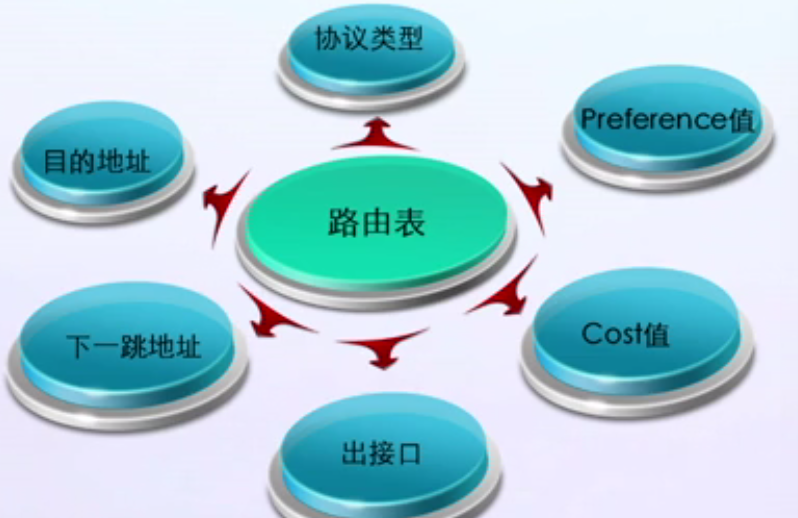 协议类型
Preference值
目的地址
路由表
下一跳地址
Cost值
出接口